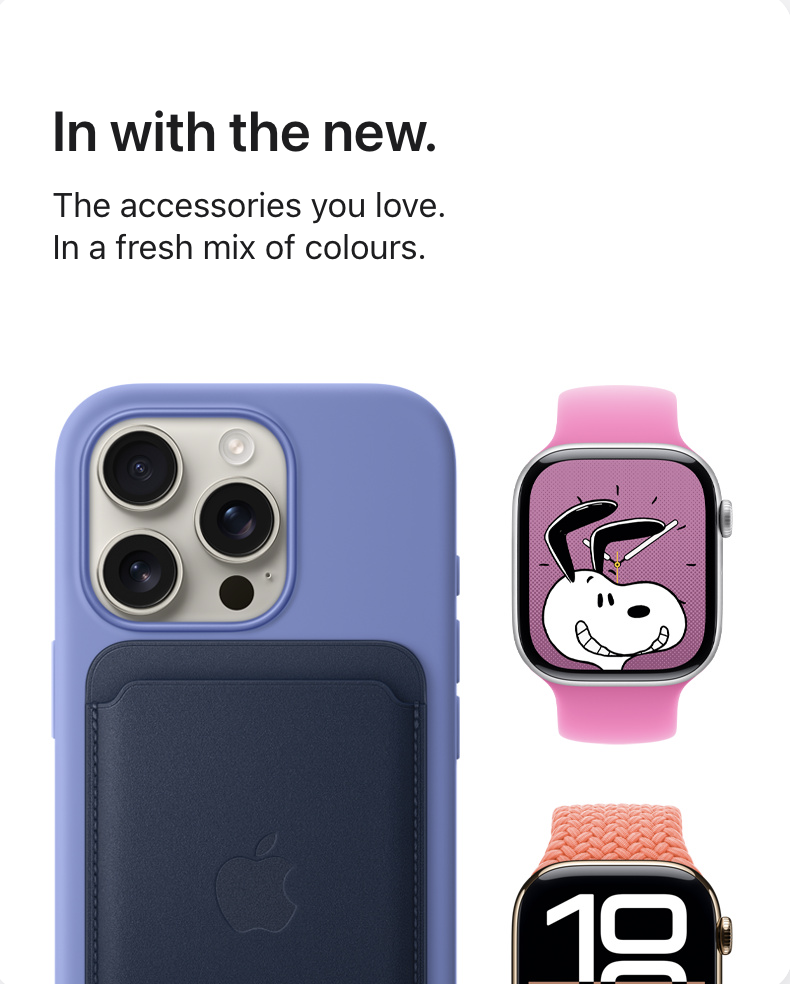 In with the new.
The accessories you love.
In a fresh mix of colours.
10